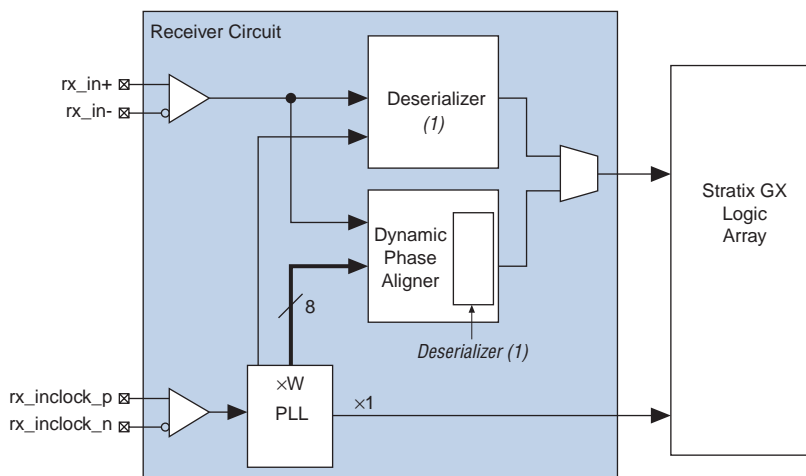 Receiver Circuit
rx_in+
rx_in-
Deserializer
(1)
Stratix GX
Logic
Array
Dynamic
Phase
Aligner
8
Deserializer (1)
rx_inclock_p
rx_inclock_n
×W
PLL
×1